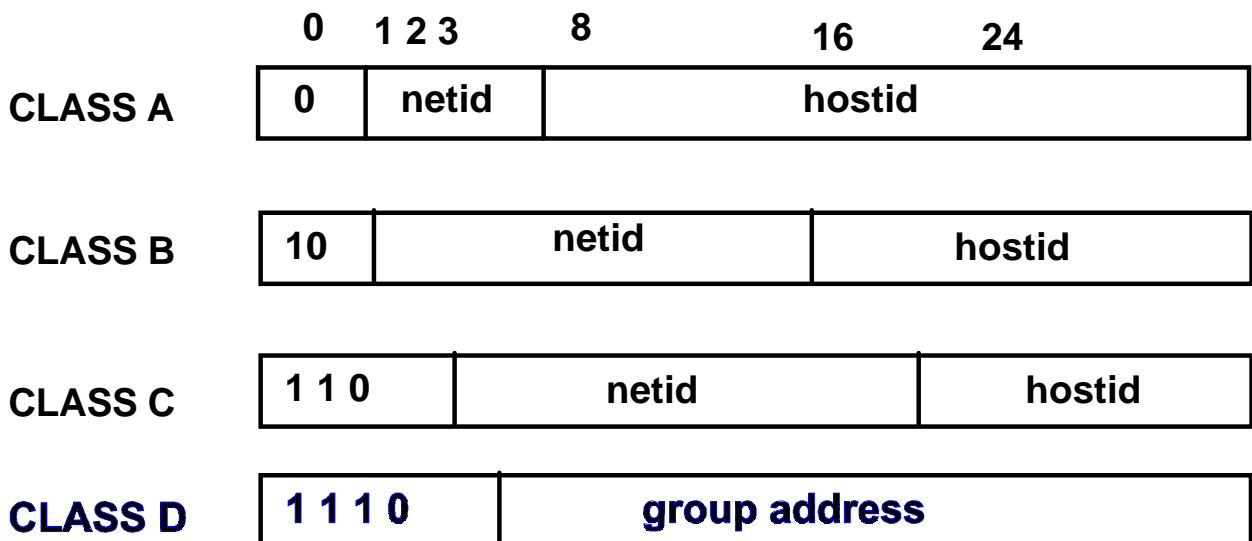 0 1 2 3 8 16 24
CLASS A 0 netid hostid
CLASS B 10 netid hostid
CLASS C 1 1 0 netid hostid
CLASS D 1 1 1 0 group address